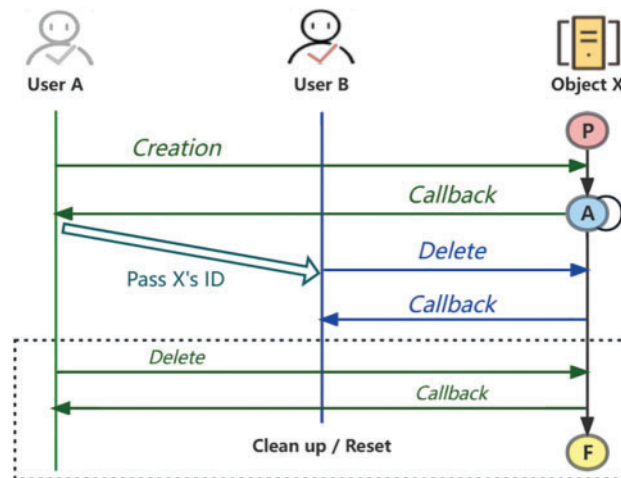 User A
User B
Object X
P
Creation
Callback
A
Pass X's ID
Delete
Callback
Delete
Callback
Clean up / Reset
F